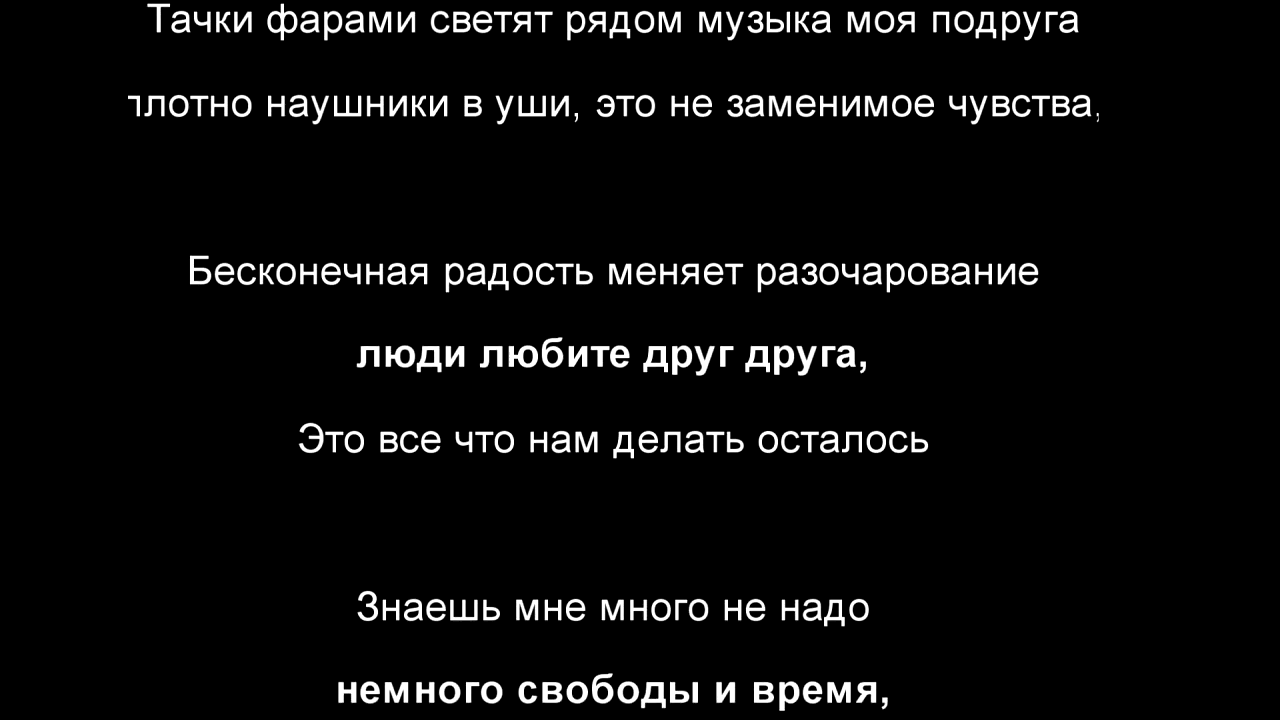 Тачки фарами светят рядом музыка моя подруга
плотно наушники в уши, это не заменимое чувства,
Бесконечная радость меняет разочарование
люди любите друг друга,
Это все что нам делать осталось
Знаешь мне много не надо
немного свободы и время,